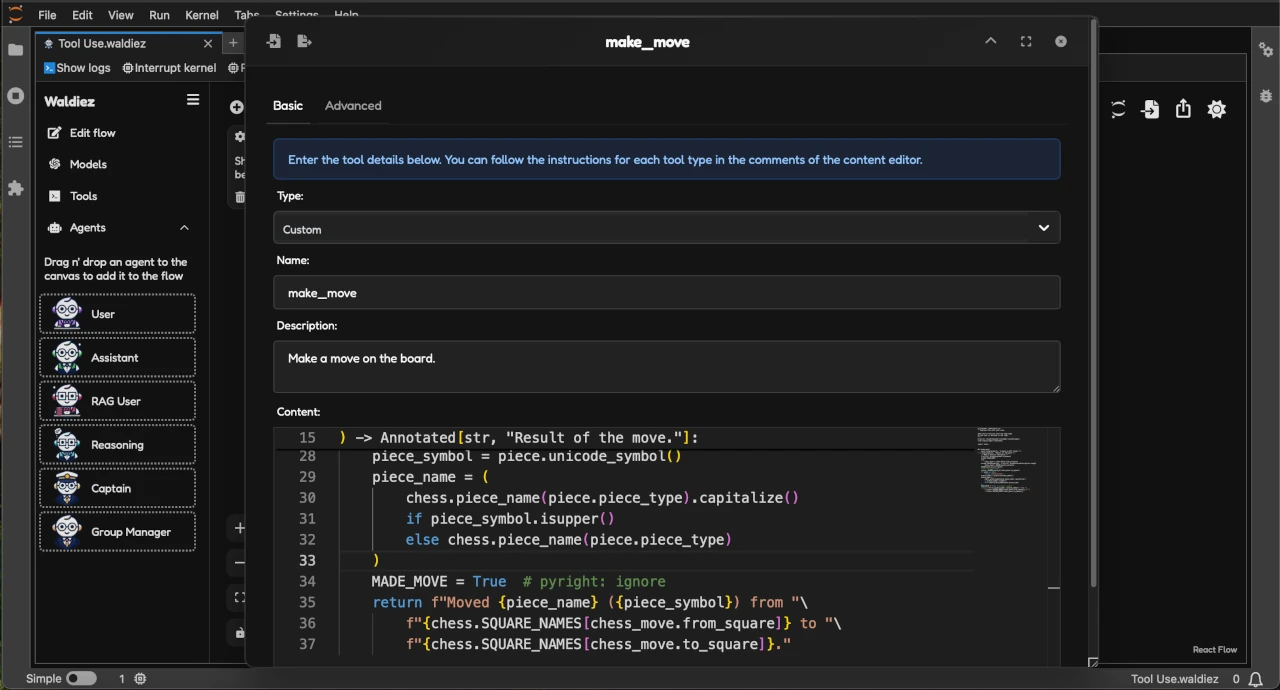 File Edit View Run Kernel Tabs Settings Help
Tool Use.waldiez
Show logs Interrupt kernel
Waldiez
Edit flow
Models
Tools
Agents
Drag n' drop an agent to the
canvas to add it to the flow
User
Assistant
RAG User
Reasoning
Captain
Group Manager
Sh
be
make_move
Basic Advanced
Enter the tool details below. You can follow the instructions for each tool type in the comments of the content editor.
Type:
Custom
Name:
make_move
Description:
Make a move on the board.
Content:
15 ) -> Annotated[str, "Result of the move."]:
28 piece_symbol = piece.unicode_symbol()
29 piece_name = (
30 chess.piece_name(piece.piece_type).capitalize()
31 if piece_symbol.isupper()
32 else chess.piece_name(piece.piece_type)
33 )
34 MADE_MOVE = True # pyright: ignore
35 return f"Moved {piece_name} ({piece_symbol}) from "\
36 f"{chess.SQUARE_NAMES[chess_move.from_square]} to "\
37 f"{chess.SQUARE_NAMES[chess_move.to_square]}."
React Flow
Simple 1 Tool Use.waldiez 0